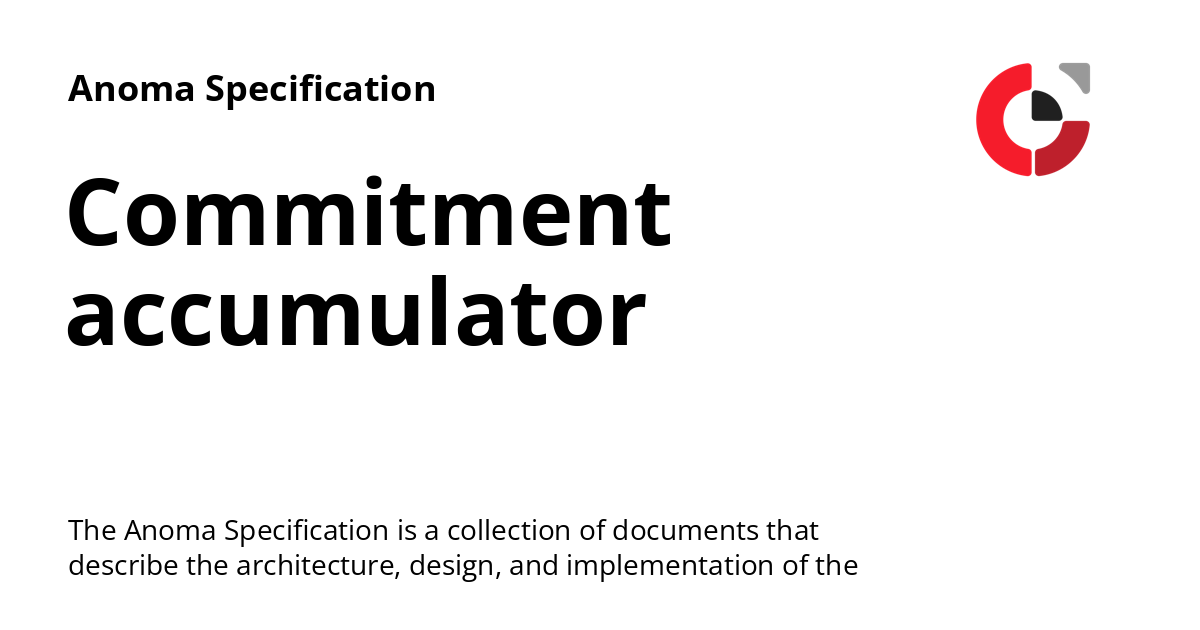 Anoma Specification
Commitment
accumulator
The Anoma Specification is a collection of documents that
describe the architecture, design, and implementation of the